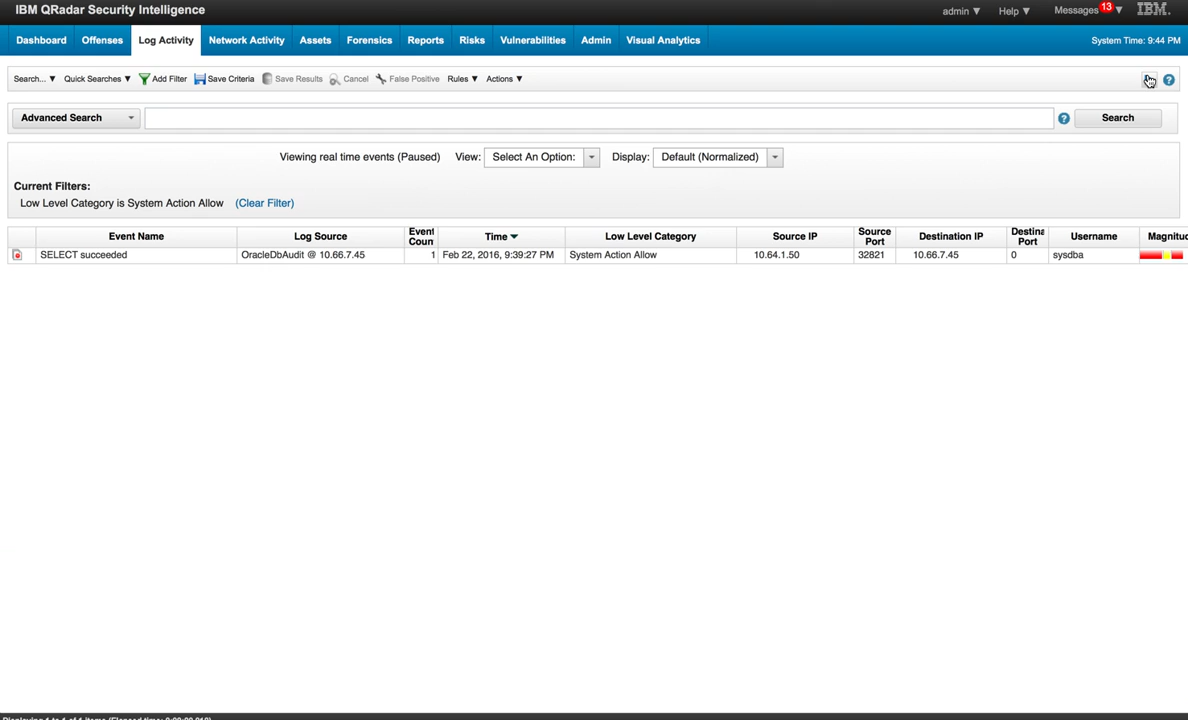 IBM QRadar Security Intelligence
admin ▼ Help ▼ Messages 13 ▼ IBM.
Dashboard Offenses Log Activity Network Activity Assets Forensics Reports Risks Vulnerabilities Admin Visual Analytics System Time: 9:44 PM
Search... ▼ Quick Searches ▼ Add Filter Save Criteria Save Results Cancel False Positive Rules ▼ Actions ▼ ?
Advanced Search ? Search
Viewing real time events (Paused) View: Select An Option: Display: Default (Normalized)
Current Filters:
Low Level Category is System Action Allow (Clear Filter)
Event Name Log Source Event Coun Time ▼ Low Level Category Source IP Source Port Destination IP Destina Port Username Magnituc
SELECT succeeded OracleDbAudit @ 10.66.7.45 1 Feb 22, 2016, 9:39:27 PM System Action Allow 10.64.1.50 32821 10.66.7.45 0 sysdba